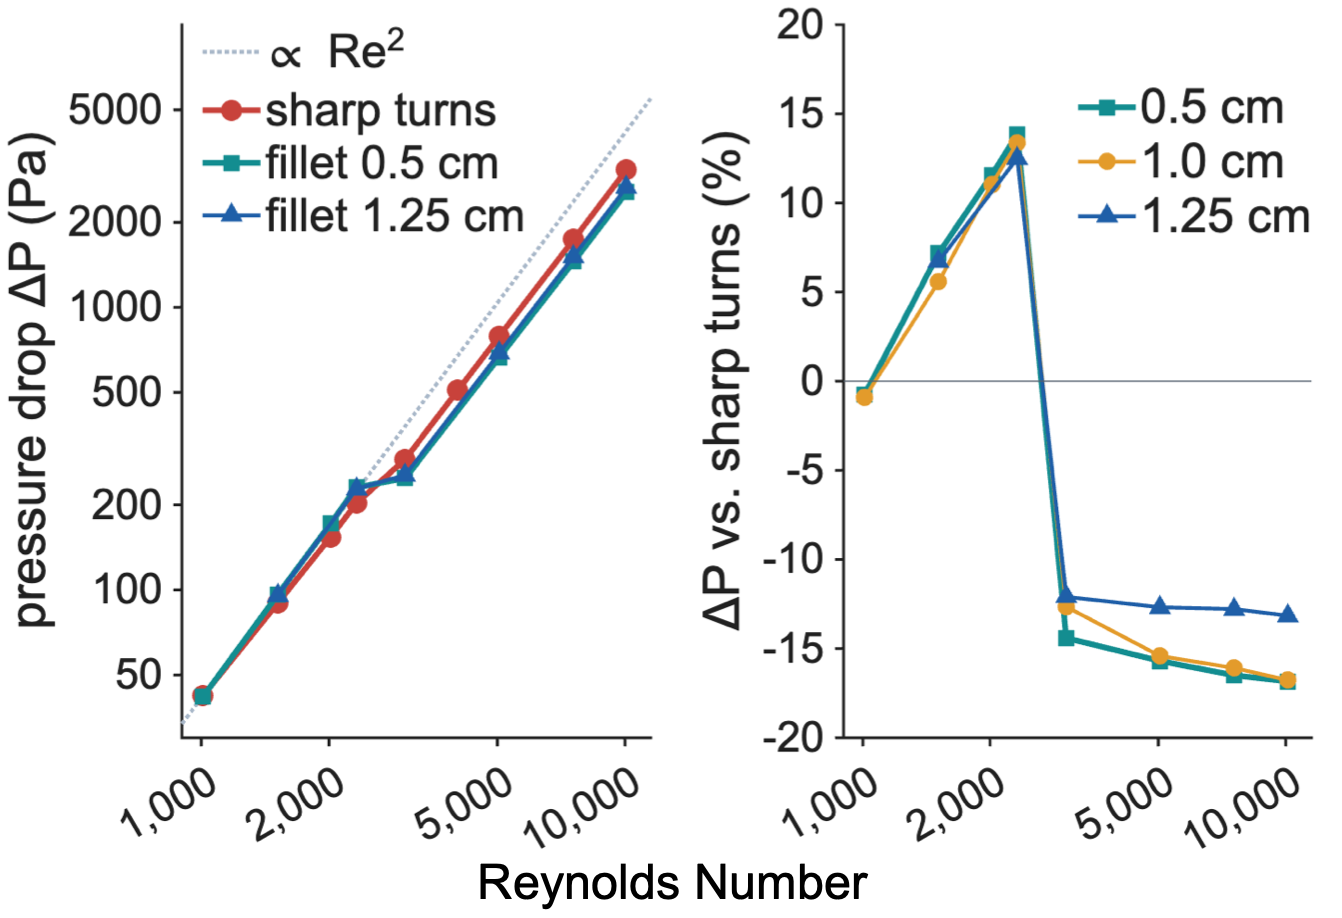 ∝ Re²
sharp turns
fillet 0.5 cm
fillet 1.25 cm
pressure drop ΔP (Pa)
5000
2000
1000
500
200
100
50
1,000
2,000
5,000
10,000
0.5 cm
1.0 cm
1.25 cm
ΔP vs. sharp turns (%)
20
15
10
5
0
-5
-10
-15
-20
1,000
2,000
5,000
10,000
Reynolds Number